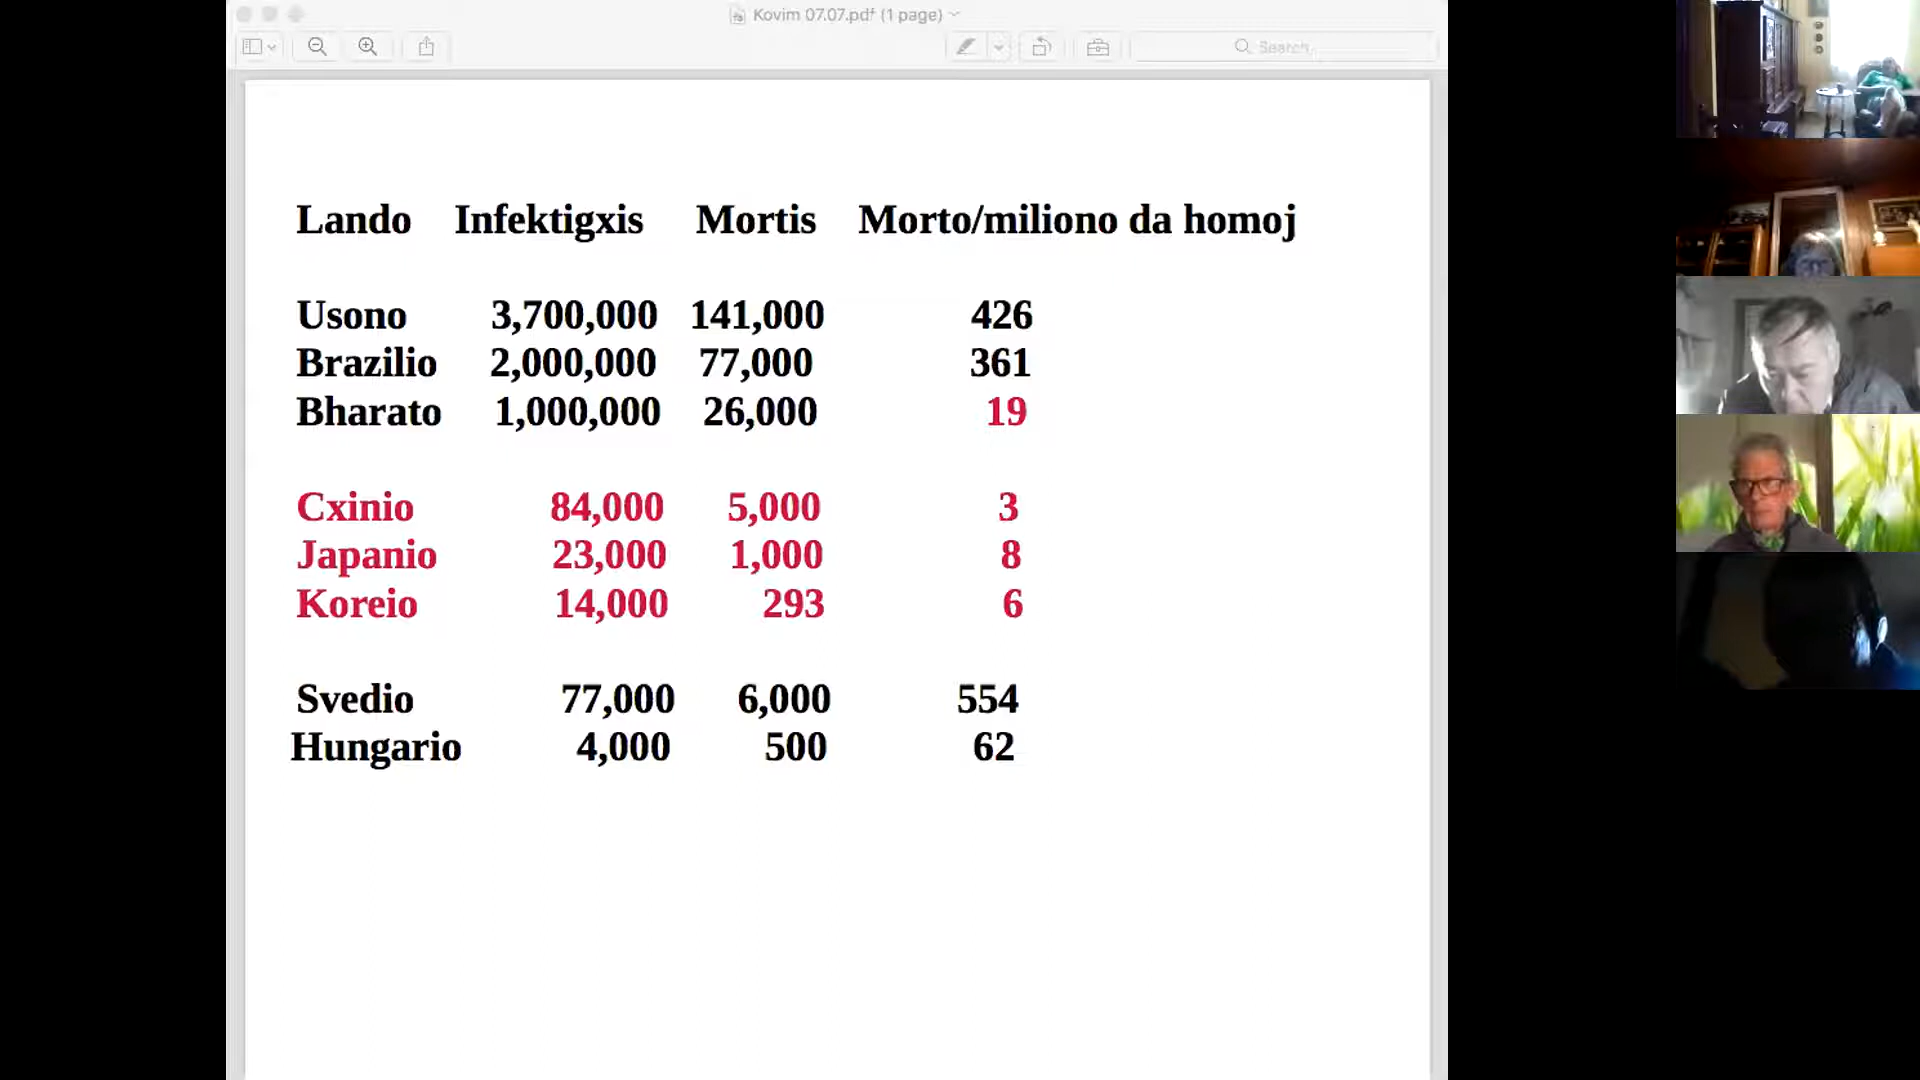 Kovim 07.07.pdf (1 page)
Search
Lando Infektigxis Mortis Morto/miliono da homoj
Usono 3,700,000 141,000 426
Brazilio 2,000,000 77,000 361
Bharato 1,000,000 26,000 19
Cxinio 84,000 5,000 3
Japanio 23,000 1,000 8
Koreio 14,000 293 6
Svedio 77,000 6,000 554
Hungario 4,000 500 62